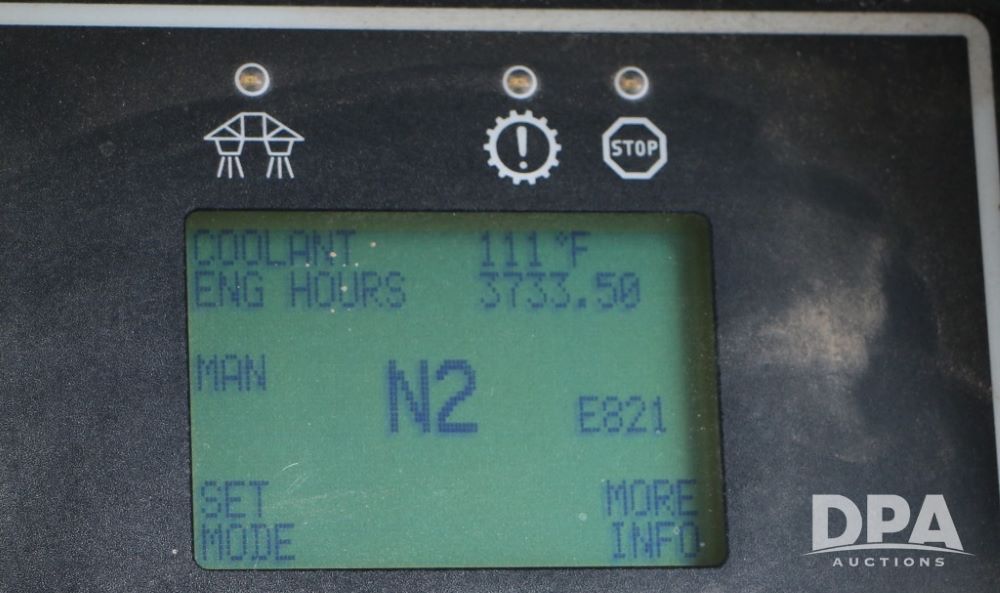 STOP
COOLANT 111°F
ENG HOURS 3733.50
MAN N2 E821
SET MORE
MODE INFO
DPA
AUCTIONS